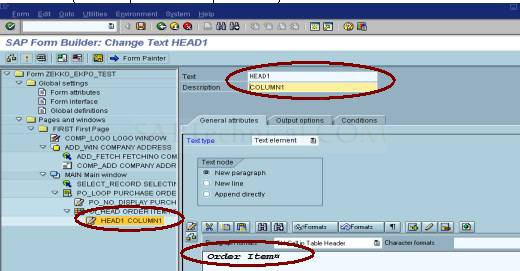 Form Edit Goto Utilities Environment System Help
SAP Form Builder: Change Text HEAD1
Form Painter
Form ZEKKO_EKPO_TEST
Global settings
Form attributes
Form interface
Global definitions
Pages and windows
FIRST First Page
COMP_LOGO LOGO WINDOW
ADD_WIN COMPANY ADDRESS
ADD_FETCH FETCHING COM
COMP_ADD COMPANY ADDR
MAIN Main window
SELECT_RECORD SELECTIN
PO_LOOP PURCHASE ORDE
PO_NO_DISPLAY PURCH
HEAD ORDER ITEM
HEAD1 COLUMN1
Text HEAD1
Description COLUMN1
General attributes Output options Conditions
Text type Text element
Text node
New paragraph
New line
Append directly
Formats Formats
Paragraph formats Table Header Character formats
Order Item